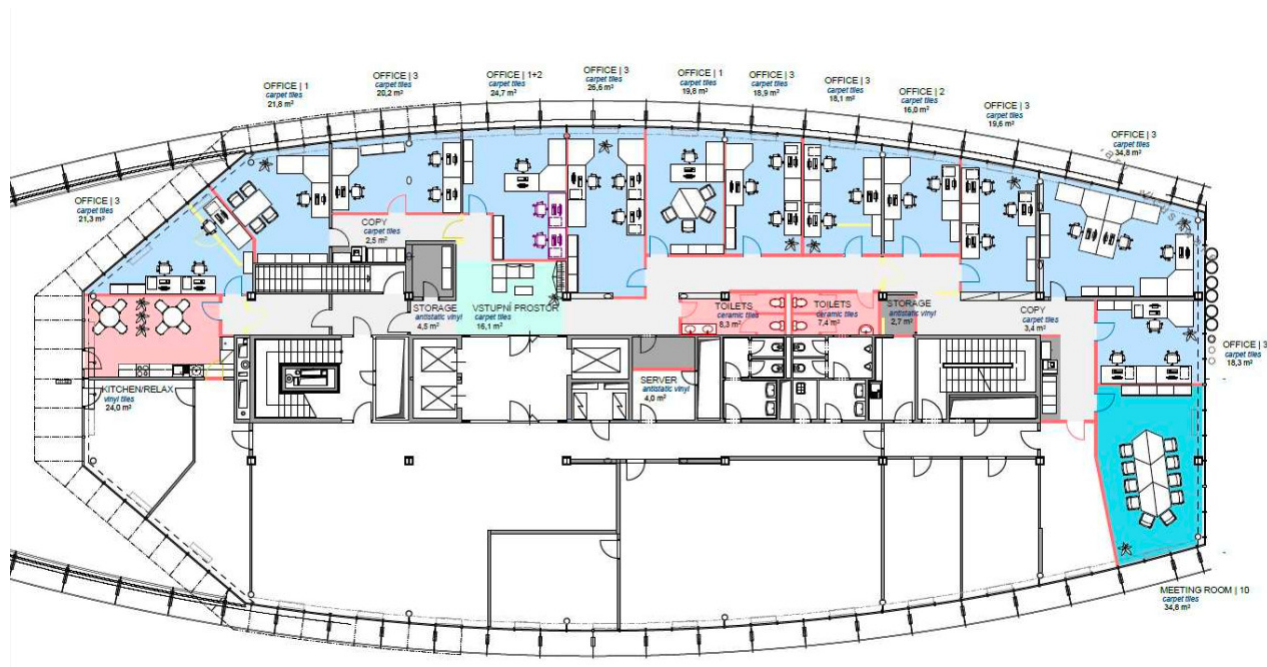 OFFICE | 1
carpet tiles
21,8 m²
OFFICE | 3
carpet tiles
20,2 m²
OFFICE | 1+2
carpet tiles
24,7 m²
OFFICE | 3
carpet tiles
26,6 m²
OFFICE | 1
carpet tiles
19,8 m²
OFFICE | 3
carpet tiles
18,9 m²
OFFICE | 3
carpet tiles
18,1 m²
OFFICE | 2
carpet tiles
16,0 m²
OFFICE | 3
carpet tiles
19,6 m²
OFFICE | 3
carpet tiles
34,8 m²
OFFICE | 3
carpet tiles
21,3 m²
COPY
carpet tiles
2,5 m²
STORAGE
antistatic vinyl
4,5 m²
VSTUPNÍ PROSTOR
carpet tiles
16,1 m²
TOILETS
ceramic tiles
8,3 m²
TOILETS
ceramic tiles
7,4 m²
STORAGE
antistatic vinyl
2,7 m²
COPY
carpet tiles
3,4 m²
OFFICE | 3
carpet tiles
18,3 m²
KITCHEN/RELAX
vinyl tiles
24,0 m²
SERVER
antistatic vinyl
4,0 m²
MEETING ROOM | 10
carpet tiles
34,8 m²